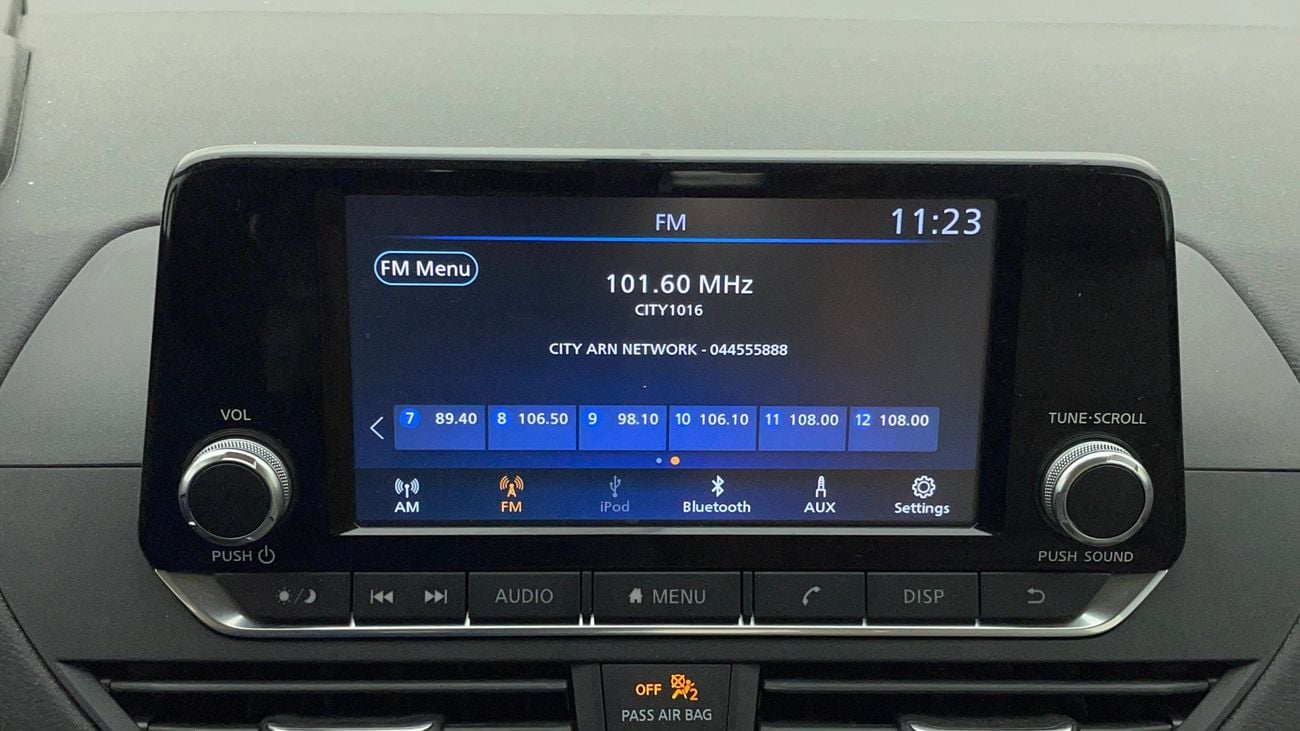 FM
11:23
FM Menu
101.60 MHz
CITY1016
CITY ARN NETWORK - 044555888
7 89.40 8 106.50 9 98.10 10 106.10 11 108.00 12 108.00
AM FM iPod Bluetooth AUX Settings
VOL
PUSH
TUNE·SCROLL
PUSH SOUND
AUDIO MENU DISP
OFF 2
PASS AIR BAG